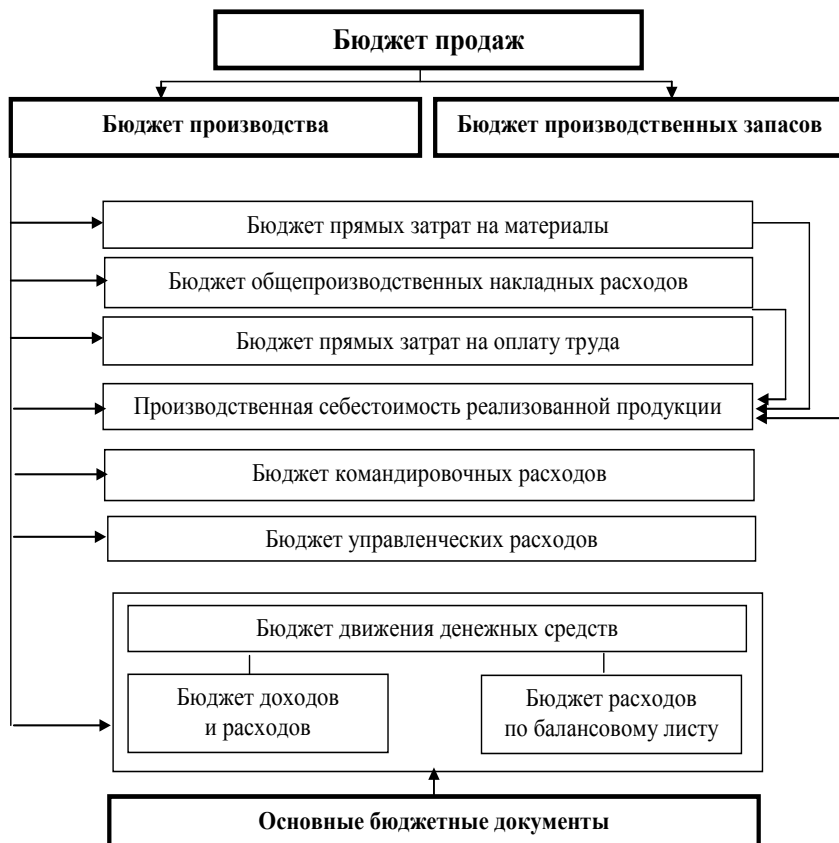 Бюджет продаж
Бюджет производства
Бюджет производственных запасов
Бюджет прямых затрат на материалы
Бюджет общепроизводственных накладных расходов
Бюджет прямых затрат на оплату труда
Производственная себестоимость реализованной продукции
Бюджет командировочных расходов
Бюджет управленческих расходов
Бюджет движения денежных средств
Бюджет доходов
и расходов
Бюджет расходов
по балансовому листу
Основные бюджетные документы